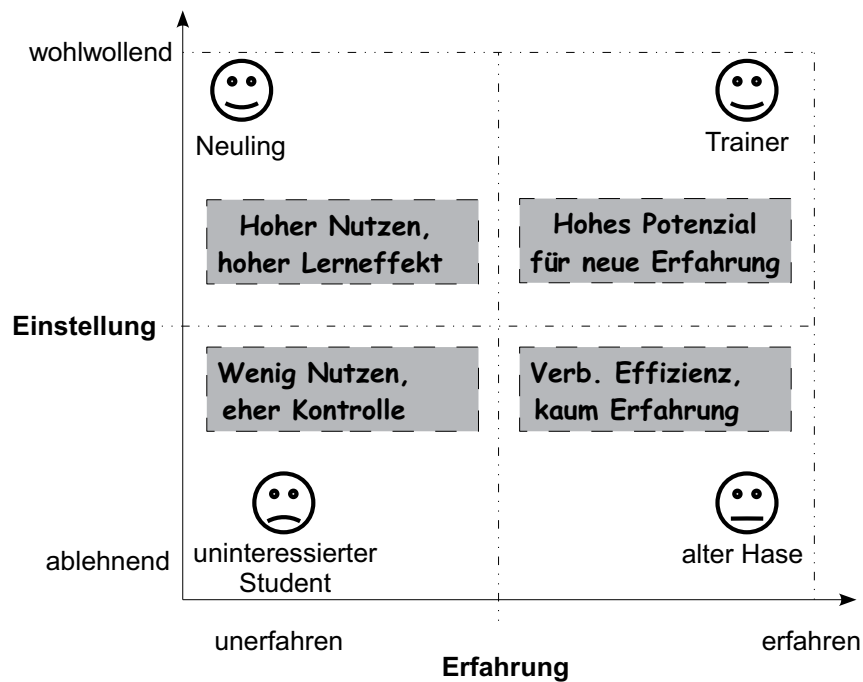 wohlwollend
Neuling
Trainer
Hoher Nutzen,
hoher Lerneffekt
Hohes Potenzial
für neue Erfahrung
Einstellung
Wenig Nutzen,
eher Kontrolle
Verb. Effizienz,
kaum Erfahrung
ablehnend
uninteressierter
Student
alter Hase
unerfahren
erfahren
Erfahrung